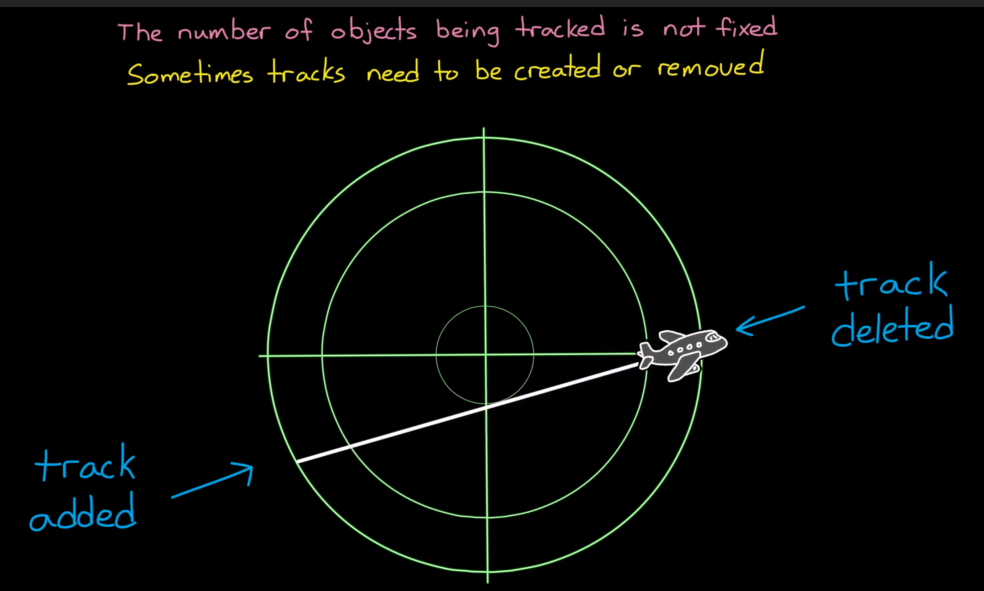 The number of objects being tracked is not fixed
Sometimes tracks need to be created or removed
track
deleted
track
added